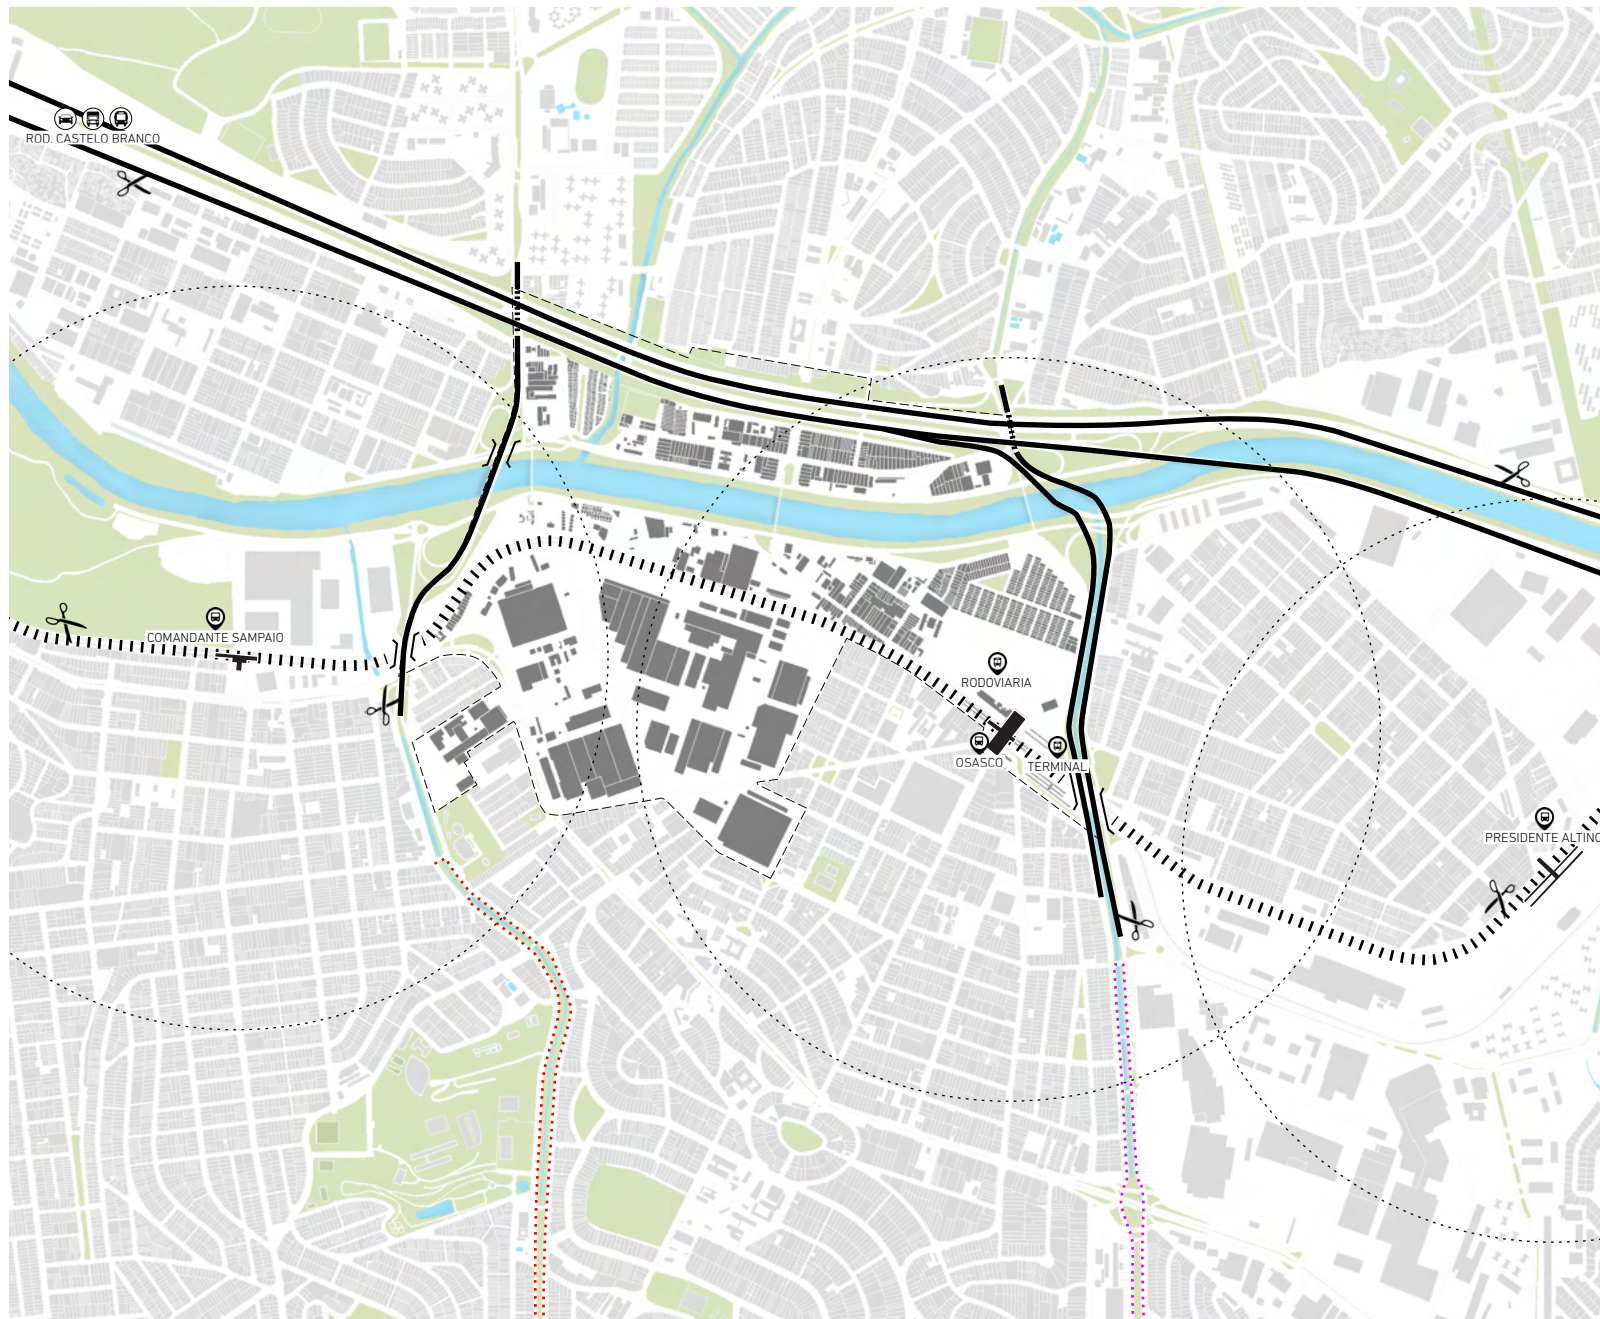 ROD. CASTELO BRANCO
COMANDANTE SAMPAIO
RODOVIARIA
OSASCO
TERMINAL
PRESIDENTE ALTINO